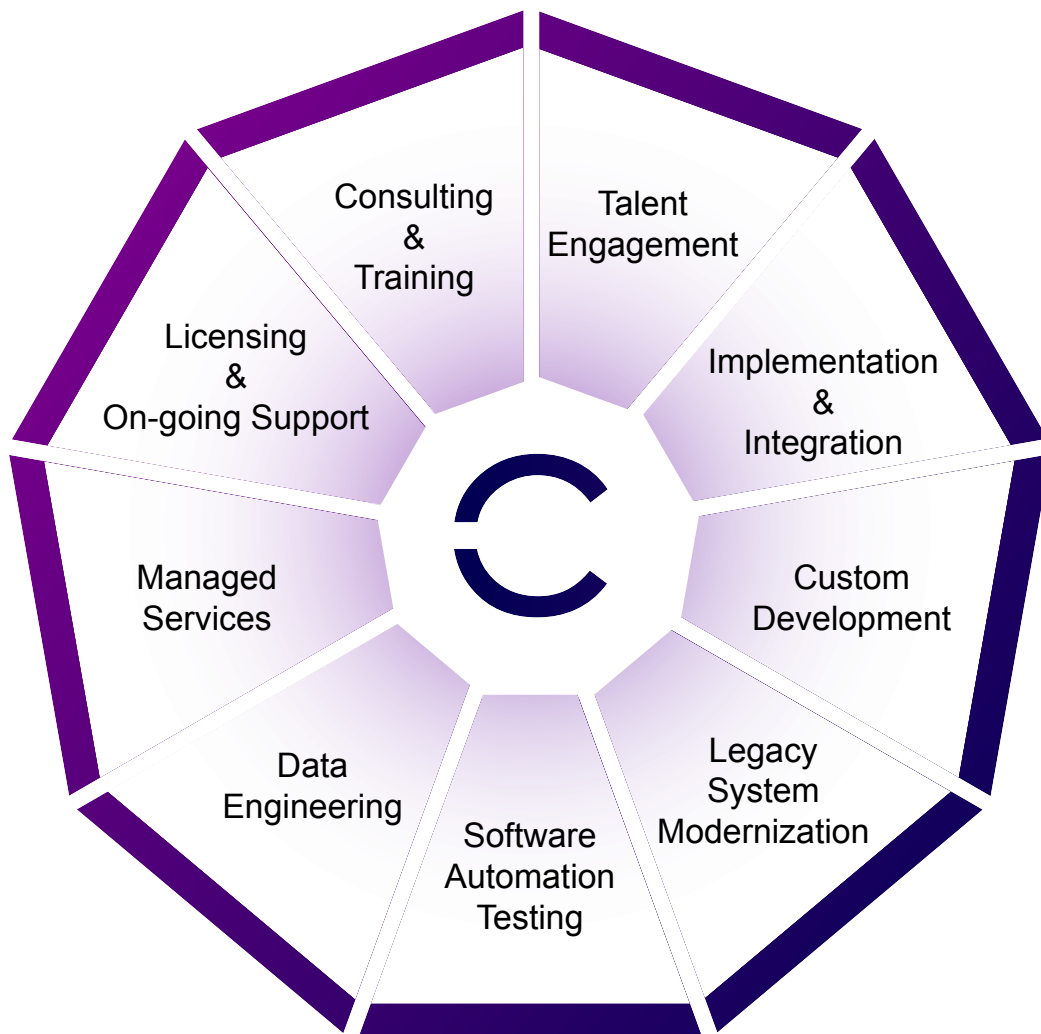 Consulting
&
Training
Talent
Engagement
Implementation
&
Integration
Custom
Development
Legacy
System
Modernization
Software
Automation
Testing
Data
Engineering
Managed
Services
Licensing
&
On-going Support
C